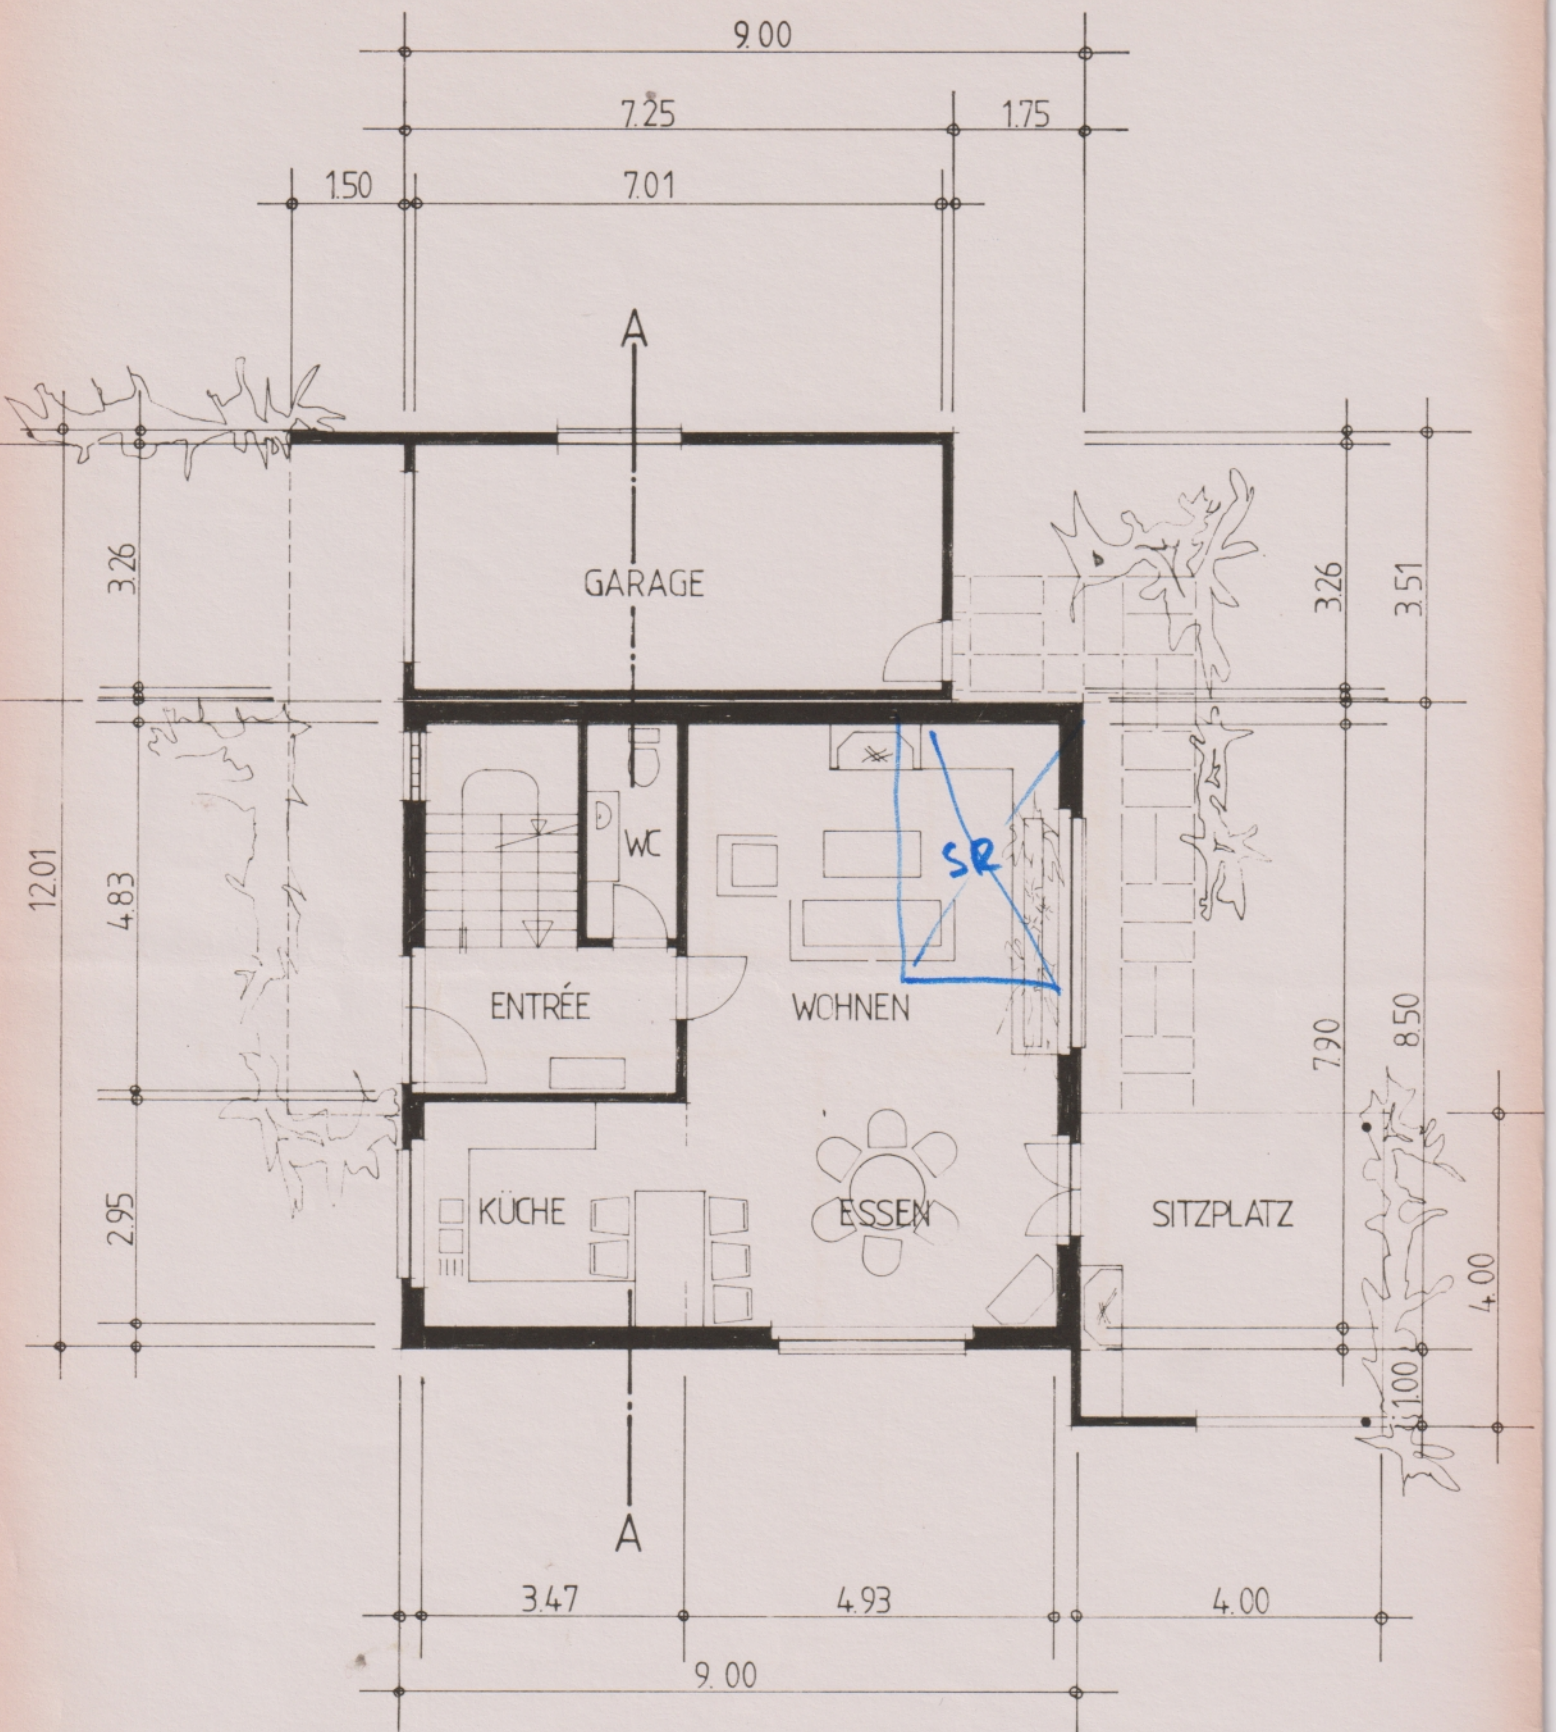 9.00
7.25
1.75
1.50
7.01
A
3.26
GARAGE
3.26
3.51
WC
SR
12.01
4.83
ENTRÉE
WOHNEN
7.90
8.50
2.95
KÜCHE
ESSEN
SITZPLATZ
4.00
1.00
A
3.47
4.93
4.00
9.00